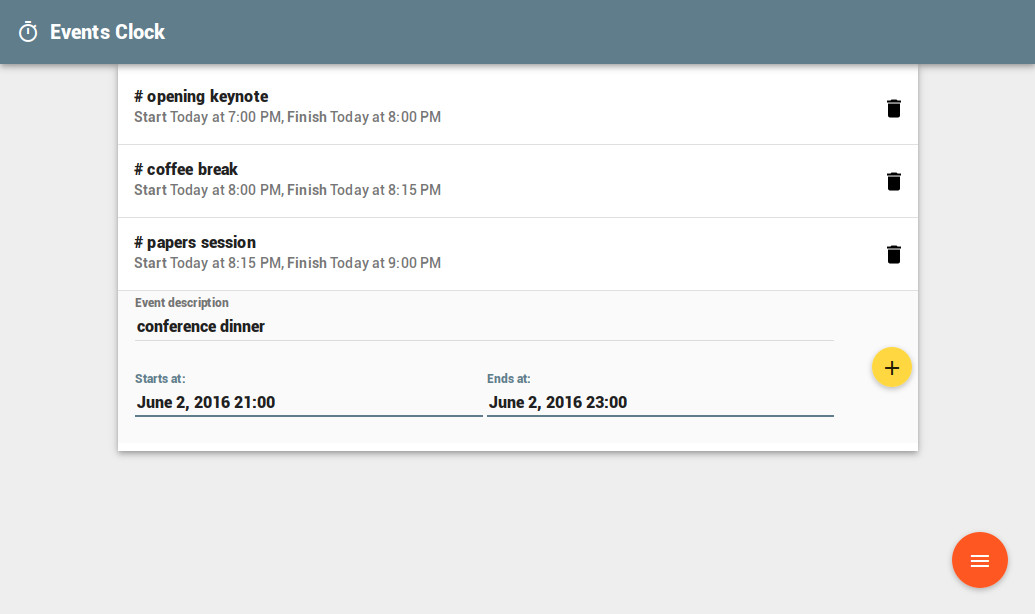 Events Clock
# opening keynote
Start Today at 7:00 PM, Finish Today at 8:00 PM
# coffee break
Start Today at 8:00 PM, Finish Today at 8:15 PM
# papers session
Start Today at 8:15 PM, Finish Today at 9:00 PM
Event description
conference dinner
Starts at: Ends at:
June 2, 2016 21:00 June 2, 2016 23:00